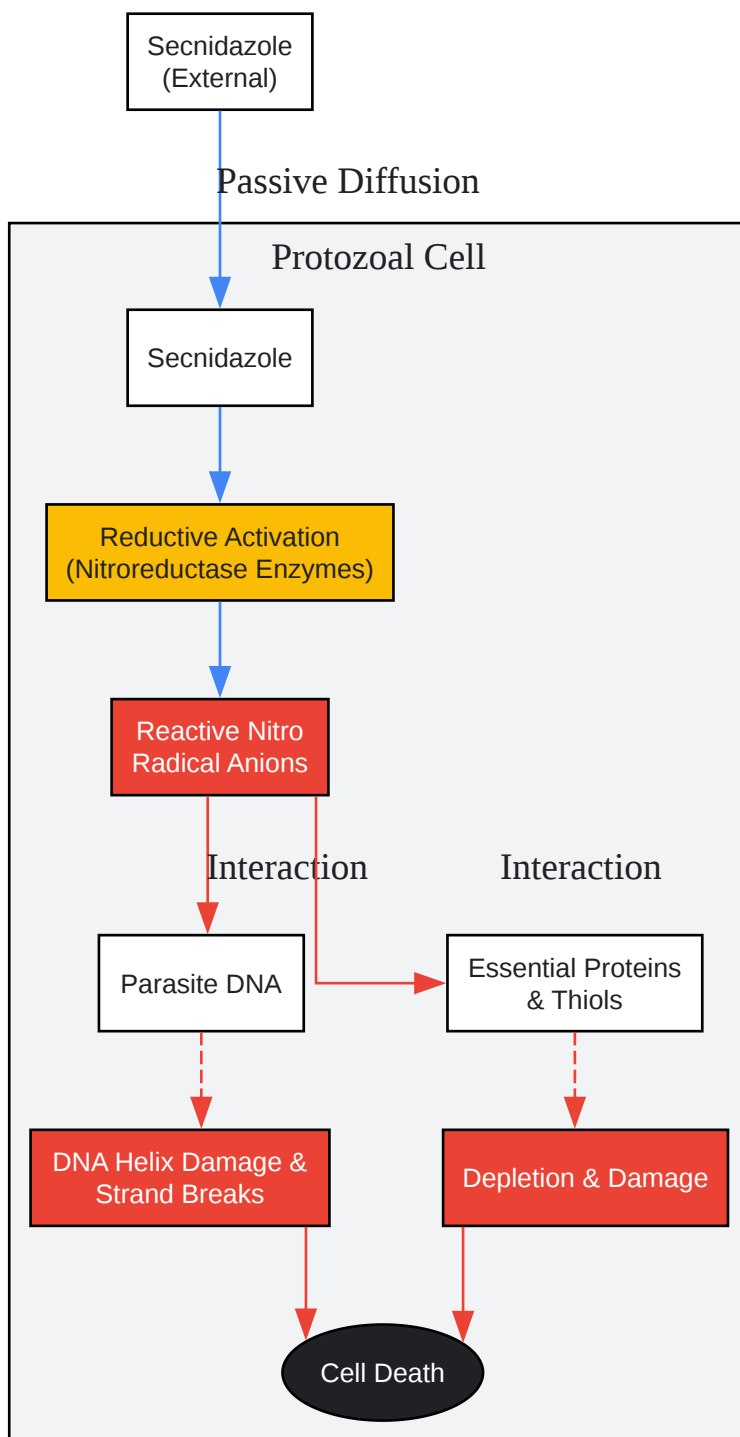 Secnidazole
(External)
Passive Diffusion
Protozoal Cell
Secnidazole
Reductive Activation
(Nitroreductase Enzymes)
Reactive Nitro
Radical Anions
Interaction
Interaction
Parasite DNA
Essential Proteins
& Thiols
DNA Helix Damage &
Strand Breaks
Depletion & Damage
Cell Death